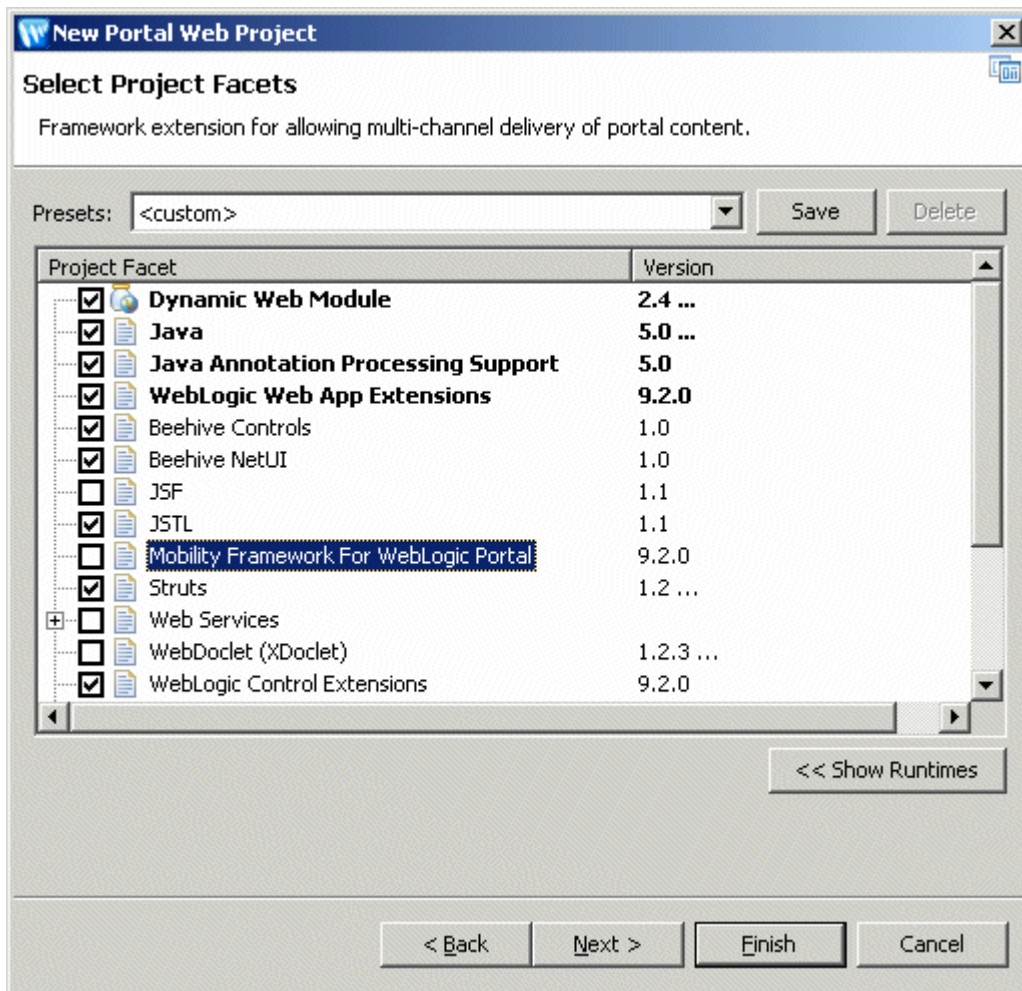 New Portal Web Project
Select Project Facets
Framework extension for allowing multi-channel delivery of portal content.
Presets: <custom> Save Delete
Project Facet Version
Dynamic Web Module 2.4 ...
Java 5.0 ...
Java Annotation Processing Support 5.0
WebLogic Web App Extensions 9.2.0
Beehive Controls 1.0
Beehive NetUI 1.0
JSF 1.1
JSTL 1.1
Mobility Framework For WebLogic Portal 9.2.0
Struts 1.2 ...
Web Services
WebDoclet (XDoclet) 1.2.3 ...
WebLogic Control Extensions 9.2.0
<< Show Runtimes
< Back Next > Finish Cancel